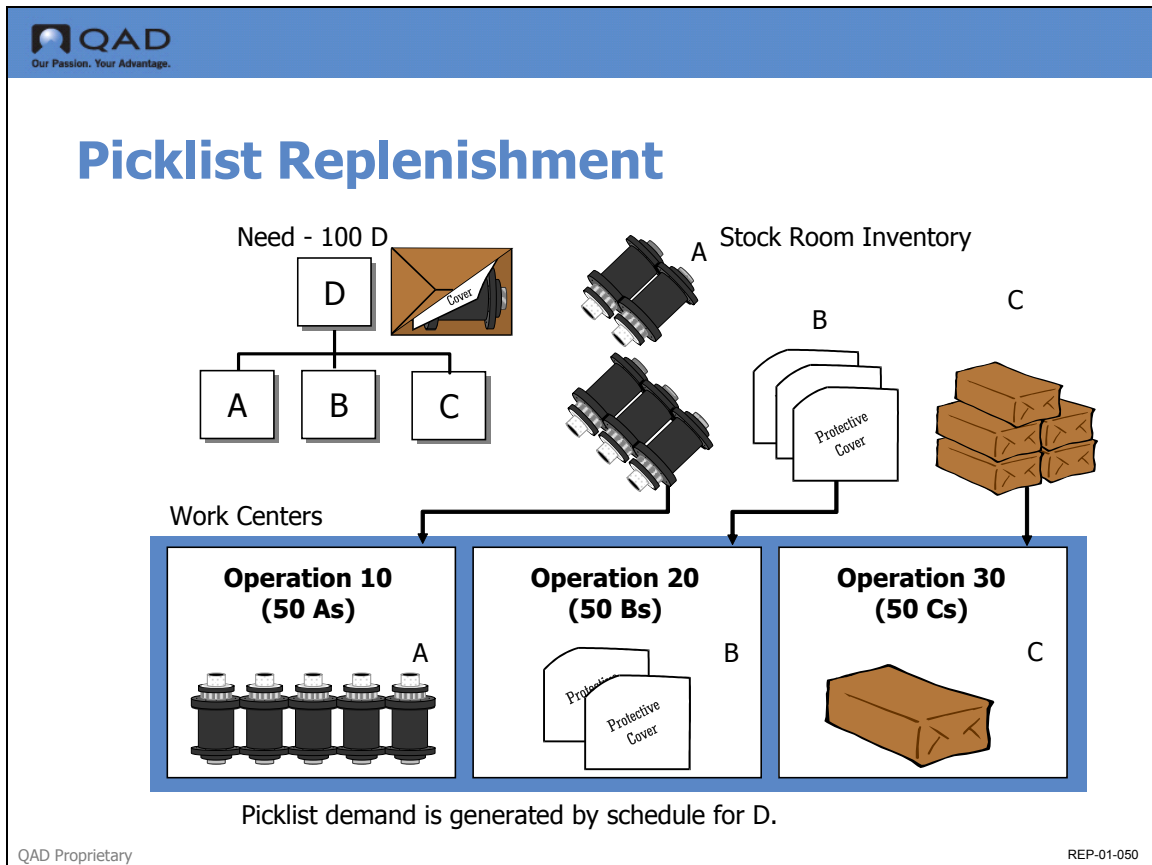 QAD
Our Passion. Your Advantage.
Picklist Replenishment
Need - 100 D
Stock Room Inventory
D
Cover
A
B
C
A
B
C
Protective
Cover
Work Centers
Operation 10
(50 As)
A
Operation 20
(50 Bs)
B
Protective
Protective
Cover
Operation 30
(50 Cs)
C
Picklist demand is generated by schedule for D.
QAD Proprietary
REP-01-050